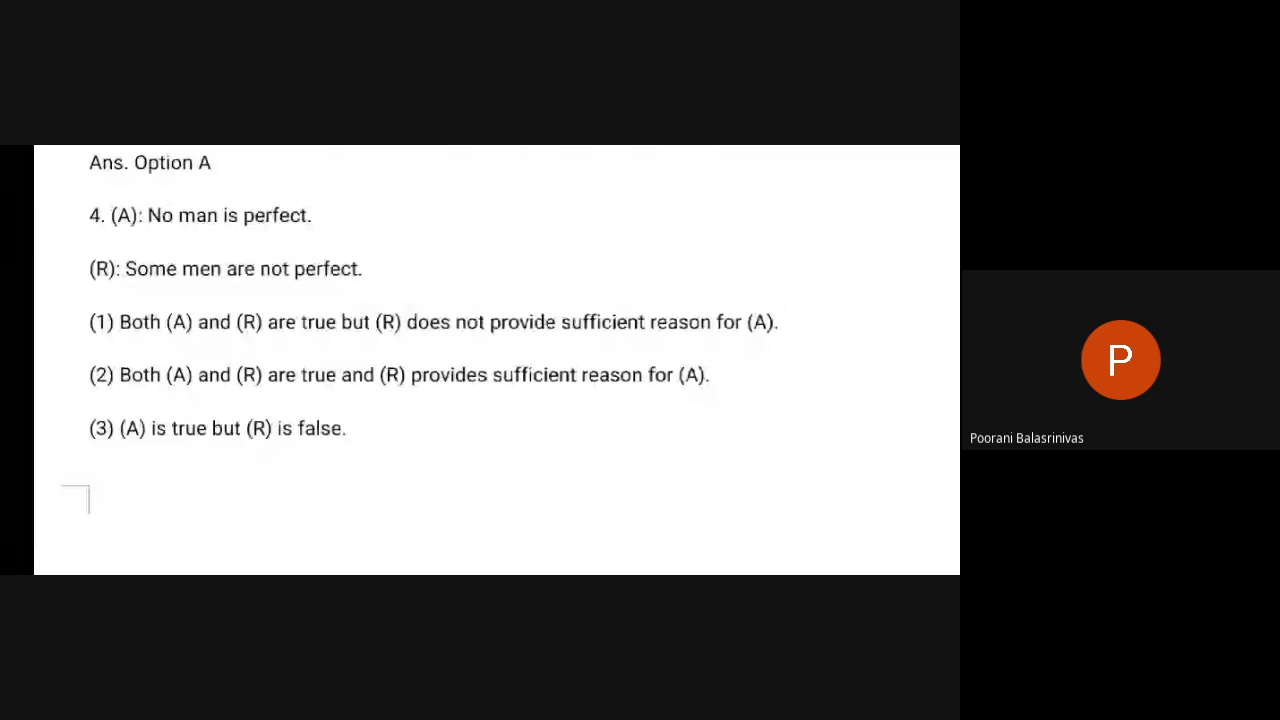 Ans. Option A
4. (A): No man is perfect.
(R): Some men are not perfect.
(1) Both (A) and (R) are true but (R) does not provide sufficient reason for (A).
(2) Both (A) and (R) are true and (R) provides sufficient reason for (A).
(3) (A) is true but (R) is false.
P
Poorani Balasrinivas